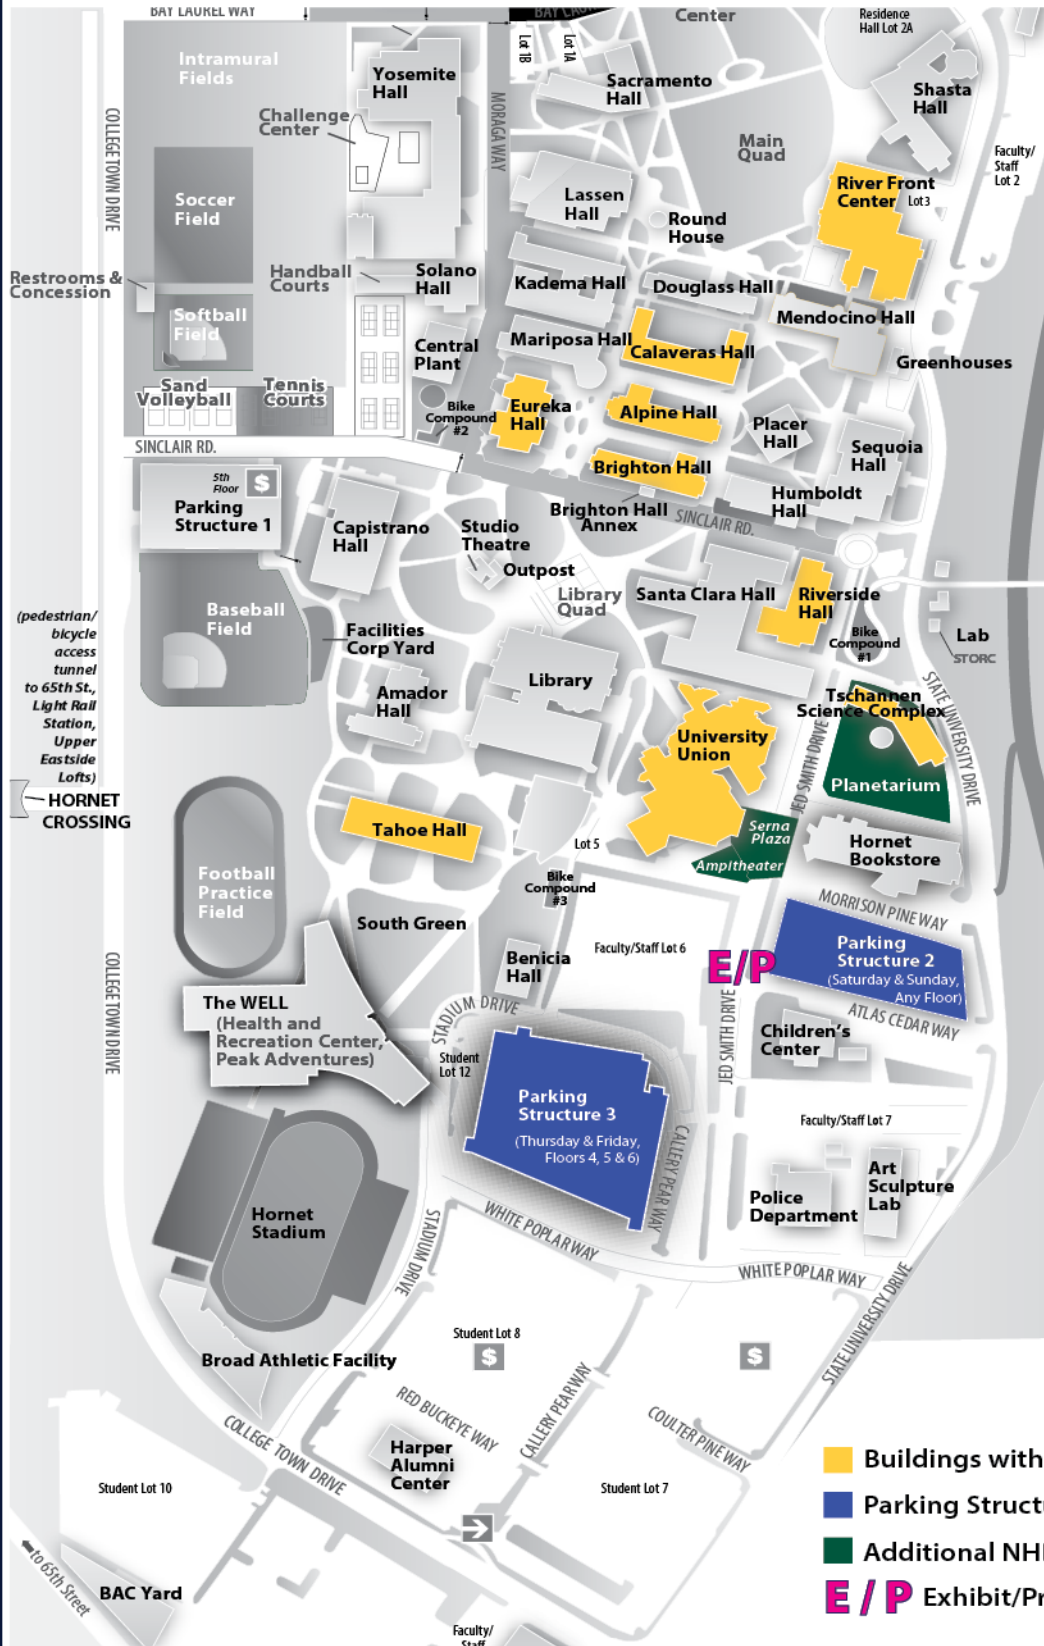 BAY LAUREL WAY
Center
Residence
Hall Lot 2A
Intramural
Fields
Lot 1B
Lot 1A
Yosemite
Hall
Sacramento
Hall
Shasta
Hall
Challenge
Center
COLLEGE TOWN DRIVE
MORAGA WAY
Main
Quad
Faculty/
Staff
Lot 2
River Front
Center
Lot 3
Soccer
Field
Lassen
Hall
Round
House
Restrooms &
Concession
Handball
Courts
Solano
Hall
Kadema Hall
Douglass Hall
Softball
Field
Mendocino Hall
Central
Plant
Mariposa Hall
Calaveras Hall
Greenhouses
Sand
Volleyball
Tennis
Courts
Bike
Compound
#2
Eureka
Hall
Alpine Hall
Placer
Hall
SINCLAIR RD.
Sequoia
Hall
Brighton Hall
5th
Floor
$
Parking
Structure 1
Humboldt
Hall
Brighton Hall
Annex
SINCLAIR RD.
Capistrano
Hall
Studio
Theatre
Outpost
Library
Quad
Santa Clara Hall
Riverside
Hall
(pedestrian/
bicycle
access
tunnel
to 65th St.,
Light Rail
Station,
Upper
Eastside
Lofts)
Baseball
Field
Facilities
Corp Yard
Bike
Compound
#1
Lab
STORC
Amador
Hall
Library
STATE UNIVERSITY DRIVE
Tschannen
Science Complex
University
Union
JED SMITH DRIVE
Planetarium
HORNET
CROSSING
Tahoe Hall
Serna
Plaza
Lot 5
Hornet
Bookstore
Ampitheater
Football
Practice
Field
Bike
Compound
#3
MORRISON PINE WAY
South Green
Faculty/Staff Lot 6
Parking
Structure 2
(Saturday & Sunday,
Any Floor)
E/P
Benicia
Hall
COLLEGE TOWN DRIVE
The WELL
(Health and
Recreation Center,
Peak Adventures)
STADIUM DRIVE
JED SMITH DRIVE
ATLAS CEDAR WAY
Children's
Center
Student
Lot 12
Parking
Structure 3
(Thursday & Friday,
Floors 4, 5 & 6)
Faculty/Staff Lot 7
CALLERY PEAR WAY
Art
Sculpture
Lab
Police
Department
Hornet
Stadium
STADIUM DRIVE
WHITE POPLAR WAY
WHITE POPLAR WAY
STATE UNIVERSITY DRIVE
Student Lot 8
$
$
Broad Athletic Facility
RED BUCKEYE WAY
CALLERY PEAR WAY
COULTER PINE WAY
COLLEGE TOWN DRIVE
Harper
Alumni
Center
Student Lot 10
Student Lot 7
Buildings with
Parking Struct
Additional NH
E / P Exhibit/Pr
to 65th Street
BAC Yard
Faculty/
Staff